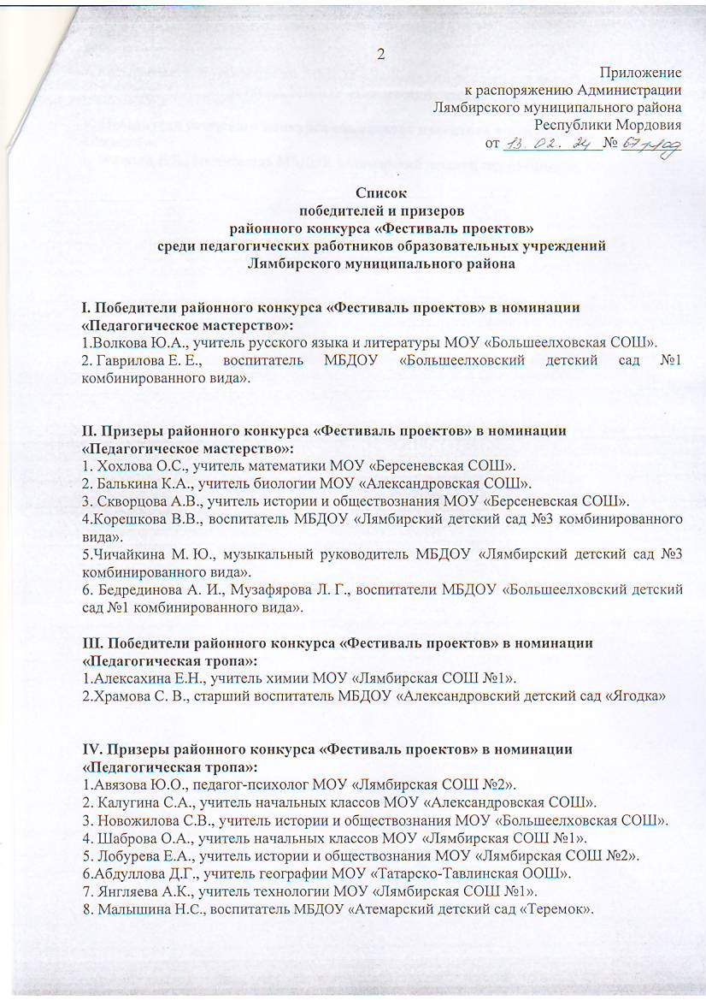 2
Приложение
к распоряжению Администрации
Лямбирского муниципального района
Республики Мордовия
от 13.02.24 № 67
Список
победителей и призеров
районного конкурса «Фестиваль проектов»
среди педагогических работников образовательных учреждений
Лямбирского муниципального района
I. Победители районного конкурса «Фестиваль проектов» в номинации
«Педагогическое мастерство»:
1.Волкова Ю.А., учитель русского языка и литературы МОУ «Большеелховская СОШ».
2. Гаврилова Е. Е., воспитатель МБДОУ «Большеелховский детский сад №1
комбинированного вида».
II. Призеры районного конкурса «Фестиваль проектов» в номинации
«Педагогическое мастерство»:
1. Хохлова О.С., учитель математики МОУ «Берсеневская СОШ».
2. Балькина К.А., учитель биологии МОУ «Александровская СОШ».
3. Скворцова А.В., учитель истории и обществознания МОУ «Берсеневская СОШ».
4.Корешкова В.В., воспитатель МБДОУ «Лямбирский детский сад №3 комбинированного
вида».
5.Чичайкина М. Ю., музыкальный руководитель МБДОУ «Лямбирский детский сад №3
комбинированного вида».
6. Бедрединова А. И., Музафярова Л. Г., воспитатели МБДОУ «Большеелховский детский
сад №1 комбинированного вида».
III. Победители районного конкурса «Фестиваль проектов» в номинации
«Педагогическая тропа»:
1.Алексахина Е.Н., учитель химии МОУ «Лямбирская СОШ №1».
2.Храмова С. В., старший воспитатель МБДОУ «Александровский детский сад «Ягодка»
IV. Призеры районного конкурса «Фестиваль проектов» в номинации
«Педагогическая тропа»:
1.Авязова Ю.О., педагог-психолог МОУ «Лямбирская СОШ №2».
2. Калугина С.А., учитель начальных классов МОУ «Александровская СОШ».
3. Новожилова С.В., учитель истории и обществознания МОУ «Большеелховская СОШ».
4. Шаброва О.А., учитель начальных классов МОУ «Лямбирская СОШ №1».
5. Лобурева Е.А., учитель истории и обществознания МОУ «Лямбирская СОШ №2».
6.Абдуллова Д.Г., учитель географии МОУ «Татарско-Тавлинская ООШ».
7. Янгляева А.К., учитель технологии МОУ «Лямбирская СОШ №1».
8. Малышина Н.С., воспитатель МБДОУ «Атемарский детский сад «Теремок».